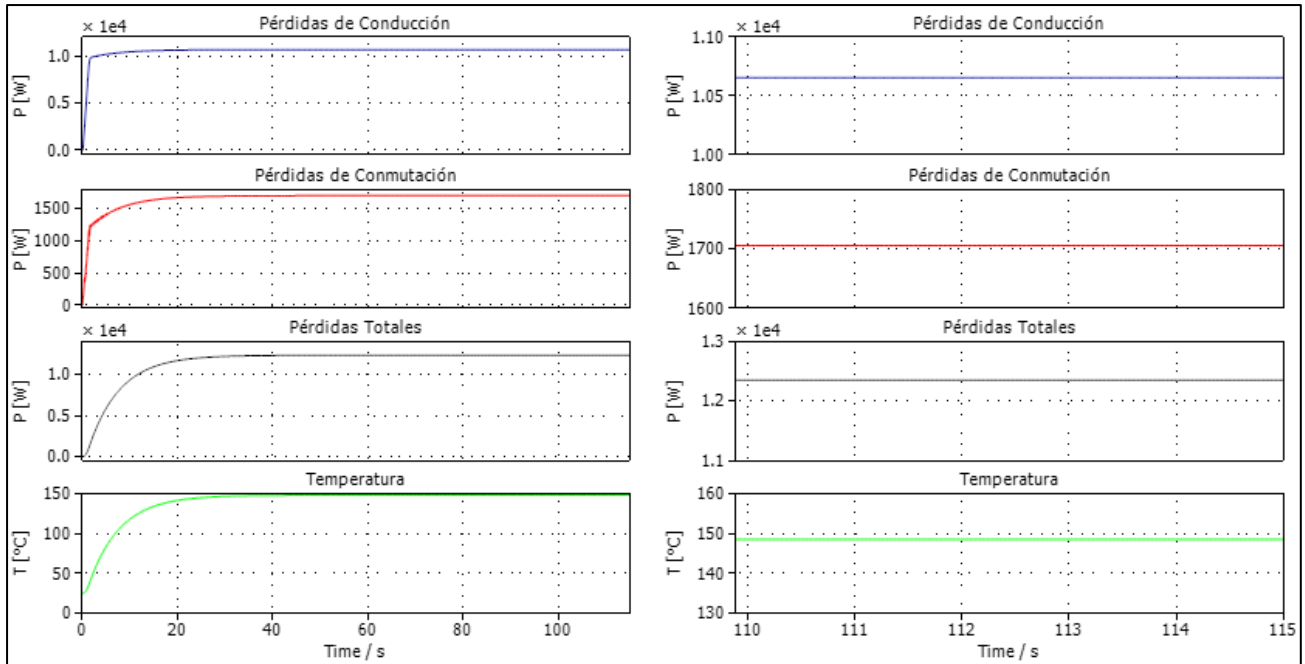 Pérdidas de Conducción
× 1e4
P [W]
1.0
0.5
0.0
Pérdidas de Conmutación
P [W]
1500
1000
500
0
Pérdidas Totales
× 1e4
P [W]
1.0
0.5
0.0
Temperatura
T [ºC]
150
100
50
0
0 20 40 60 80 100
Time / s
Pérdidas de Conducción
× 1e4
P [W]
1.10
1.05
1.00
Pérdidas de Conmutación
P [W]
1800
1700
1600
Pérdidas Totales
× 1e4
P [W]
1.3
1.2
1.1
Temperatura
T [ºC]
160
150
140
130
110 111 112 113 114 115
Time / s